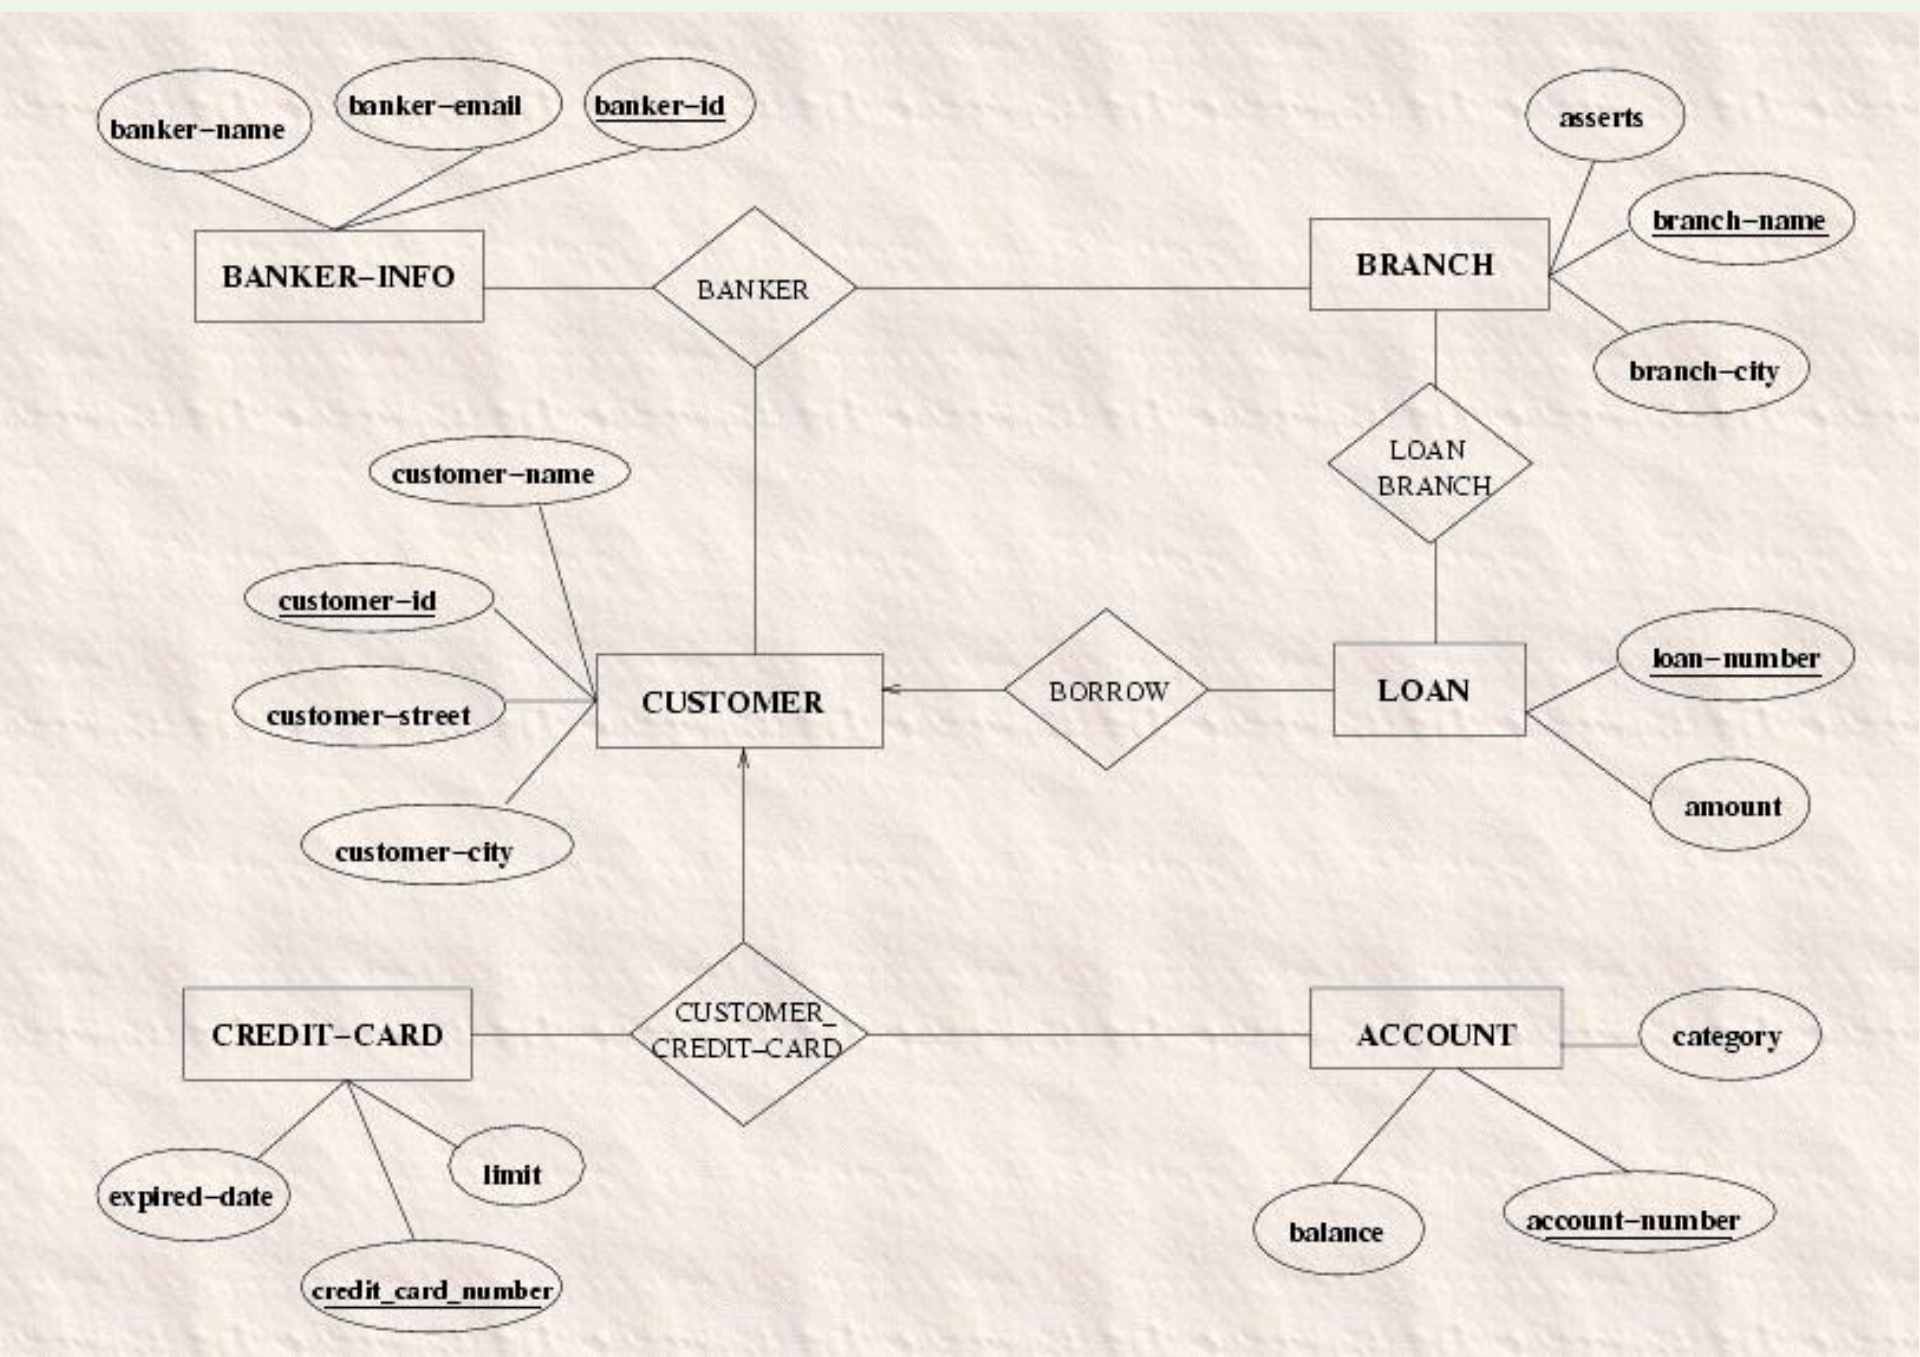 banker–name
banker–email
banker–id
asserts
branch–name
BANKER–INFO
BANKER
BRANCH
branch–city
customer–name
LOAN
BRANCH
customer–id
customer–street
CUSTOMER
BORROW
LOAN
loan–number
amount
customer–city
CREDIT–CARD
CUSTOMER_
CREDIT–CARD
ACCOUNT
category
expired–date
limit
credit_card_number
balance
account–number